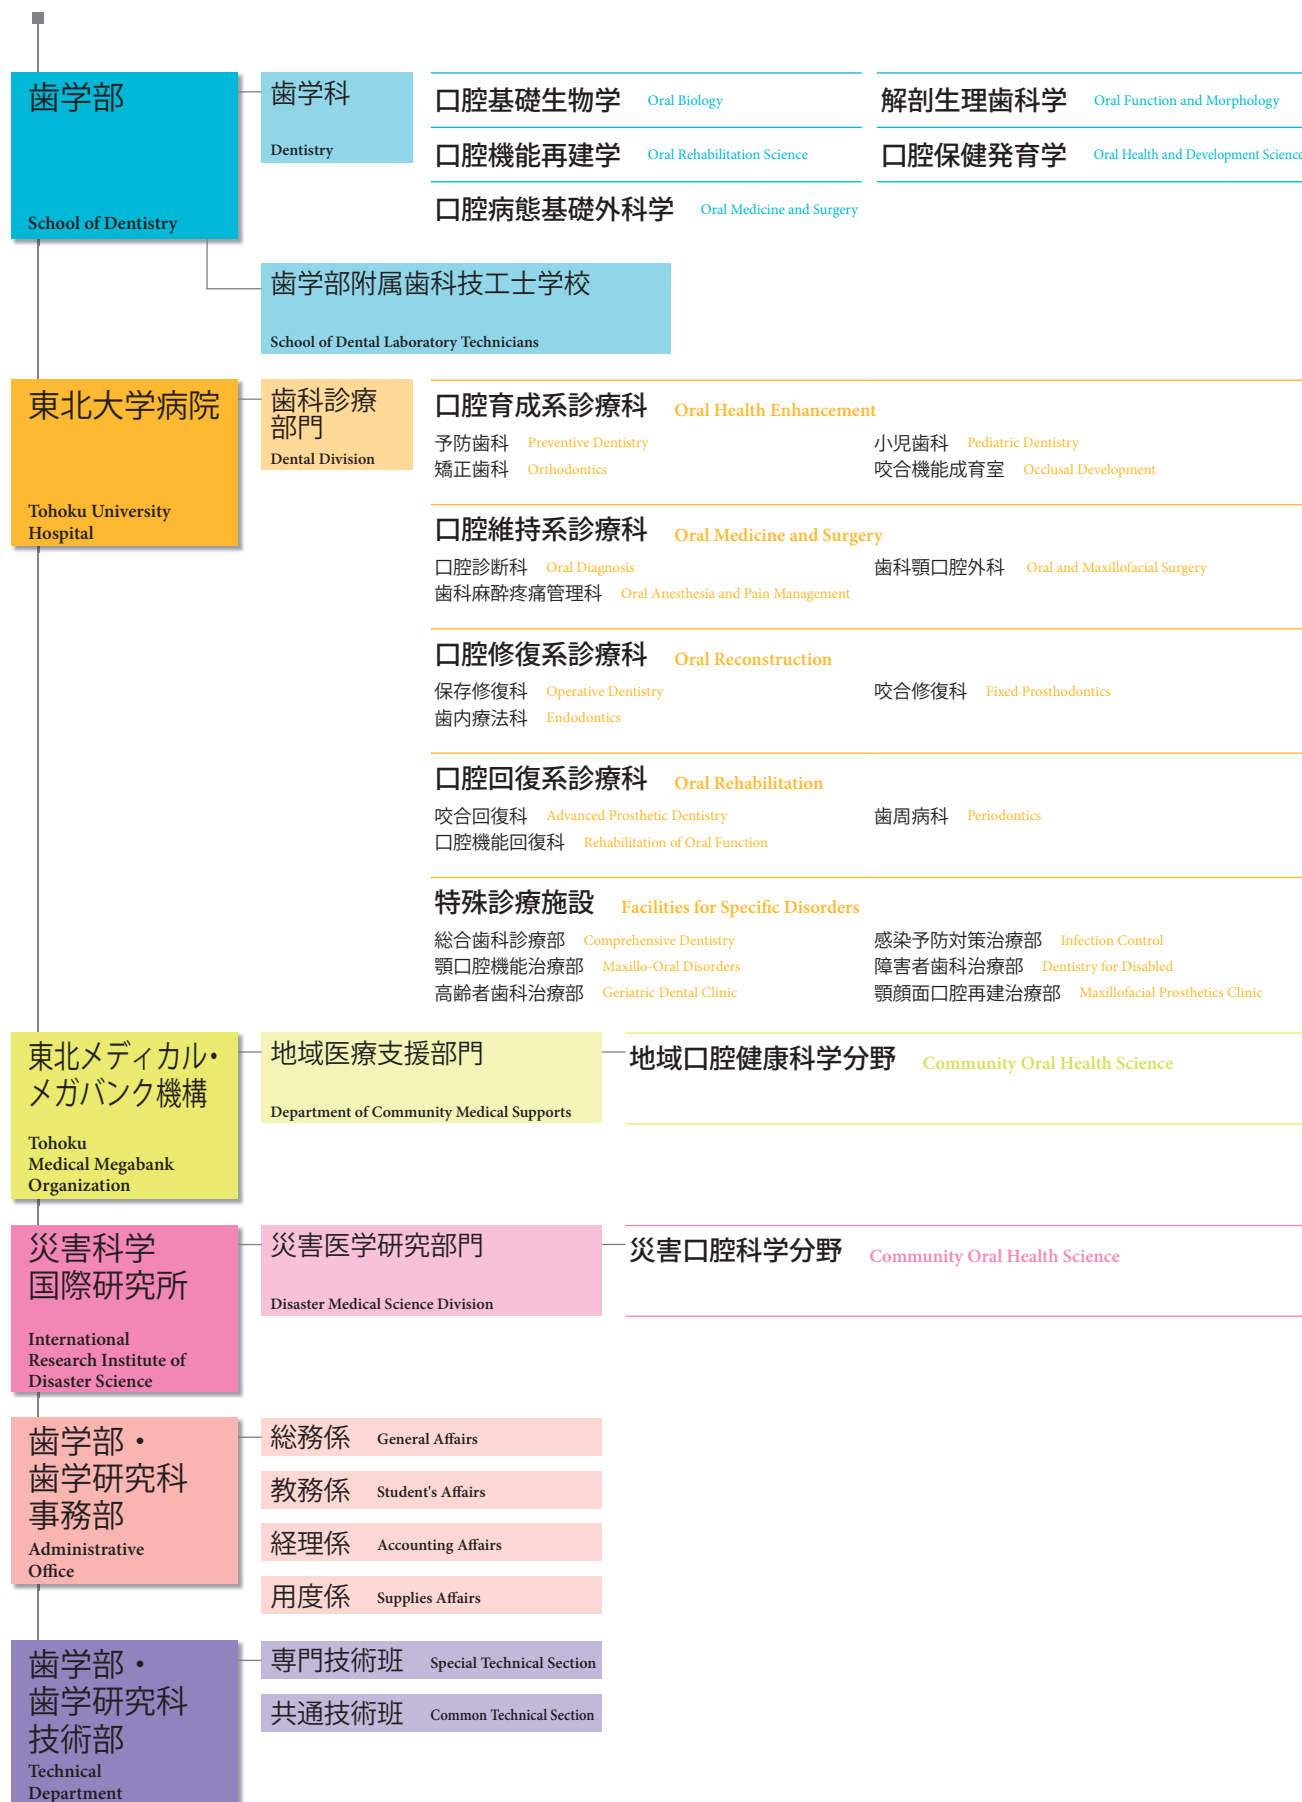 歯学部
School of Dentistry
歯学科
Dentistry
口腔基礎生物学 Oral Biology
解剖生理歯科学 Oral Function and Morphology
口腔機能再建学 Oral Rehabilitation Science
口腔保健発育学 Oral Health and Development Science
口腔病態基礎外科学 Oral Medicine and Surgery
歯学部附属歯科技工士学校
School of Dental Laboratory Technicians
東北大学病院
Tohoku University
Hospital
歯科診療
部門
Dental Division
口腔育成系診療科 Oral Health Enhancement
予防歯科 Preventive Dentistry
小児歯科 Pediatric Dentistry
矯正歯科 Orthodontics
咬合機能成育室 Occlusal Development
口腔維持系診療科 Oral Medicine and Surgery
口腔診断科 Oral Diagnosis
歯科顎口腔外科 Oral and Maxillofacial Surgery
歯科麻酔疼痛管理科 Oral Anesthesia and Pain Management
口腔修復系診療科 Oral Reconstruction
保存修復科 Operative Dentistry
咬合修復科 Fixed Prosthodontics
歯内療法科 Endodontics
口腔回復系診療科 Oral Rehabilitation
咬合回復科 Advanced Prosthetic Dentistry
歯周病科 Periodontics
口腔機能回復科 Rehabilitation of Oral Function
特殊診療施設 Facilities for Specific Disorders
総合歯科診療部 Comprehensive Dentistry
感染予防対策治療部 Infection Control
顎口腔機能治療部 Maxillo-Oral Disorders
障害者歯科治療部 Dentistry for Disabled
高齢者歯科治療部 Geriatric Dental Clinic
顎顔面口腔再建治療部 Maxillofacial Prosthetics Clinic
東北メディカル・
メガバンク機構
Tohoku
Medical Megabank
Organization
地域医療支援部門
Department of Community Medical Supports
地域口腔健康科学分野 Community Oral Health Science
災害科学
国際研究所
International
Research Institute of
Disaster Science
災害医学研究部門
Disaster Medical Science Division
災害口腔科学分野 Community Oral Health Science
歯学部・
歯学研究科
事務部
Administrative
Office
総務係 General Affairs
教務係 Student's Affairs
経理係 Accounting Affairs
用度係 Supplies Affairs
歯学部・
歯学研究科
技術部
Technical
Department
専門技術班 Special Technical Section
共通技術班 Common Technical Section